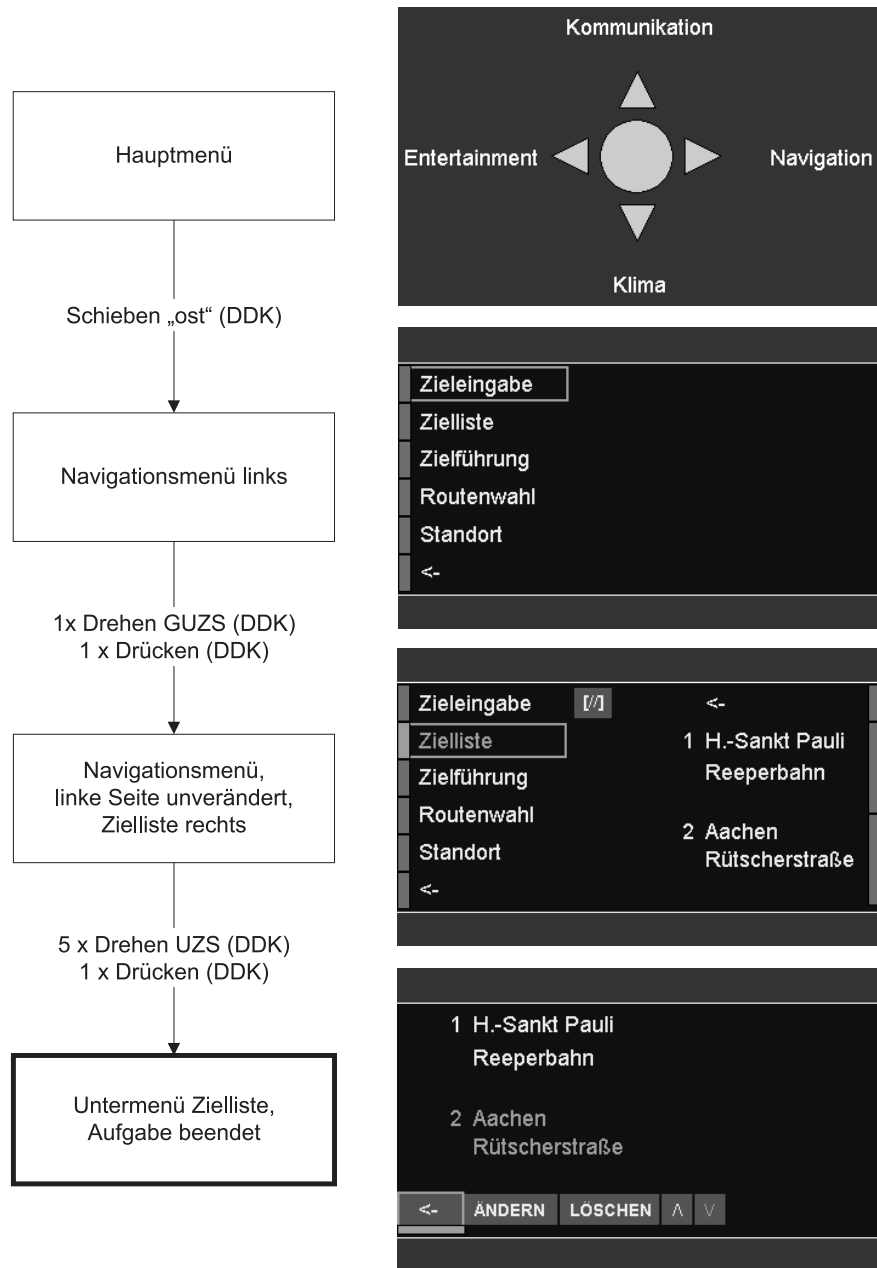 Hauptmenü
Schieben „ost“ (DDK)
Navigationsmenü links
1x Drehen GUZS (DDK)
1 x Drücken (DDK)
Navigationsmenü,
linke Seite unverändert,
Zielliste rechts
5 x Drehen UZS (DDK)
1 x Drücken (DDK)
Untermenü Zielliste,
Aufgabe beendet
Kommunikation
Entertainment
Navigation
Klima
Zieleingabe
Zielliste
Zielführung
Routenwahl
Standort
<-
Zieleingabe [//] <-
Zielliste 1 H.-Sankt Pauli
Zielführung Reeperbahn
Routenwahl
2 Aachen
Standort Rütscherstraße
<-
1 H.-Sankt Pauli
Reeperbahn
2 Aachen
Rütscherstraße
<- ÄNDERN LÖSCHEN Λ V